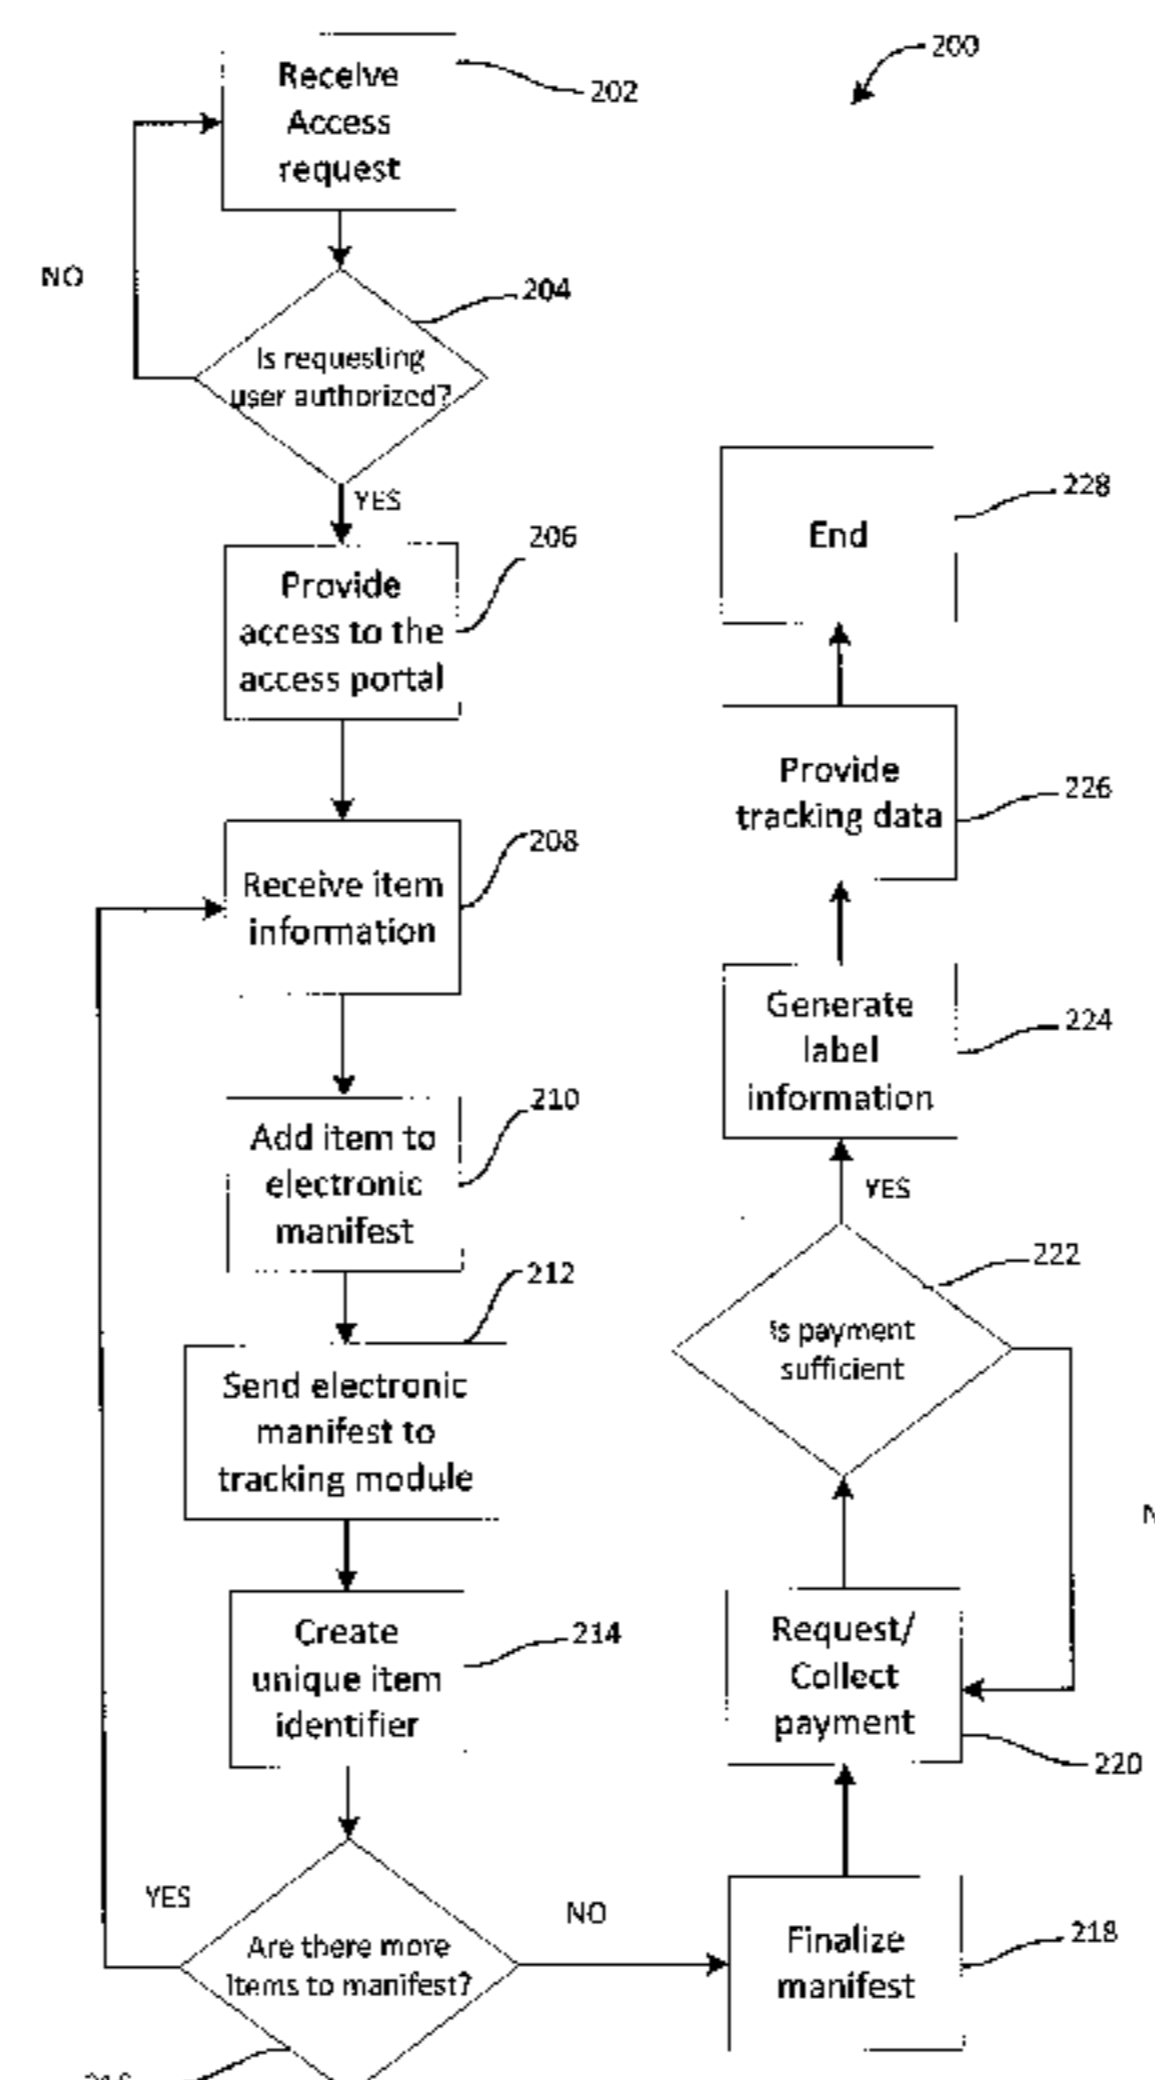 200
Receive
Access
request
202
NO
204
Is requesting
user authorized?
YES
206
Provide
access to the
access portal
208
Receive item
information
210
Add item to
electronic
manifest
212
Send electronic
manifest to
tracking module
Create
unique item
identifier
214
YES
Are there more
Items to manifest?
NO
Finalize
manifest
218
Request/
Collect
payment
220
Is payment
sufficient
222
YES
Generate
label
information
224
Provide
tracking data
226
End
228